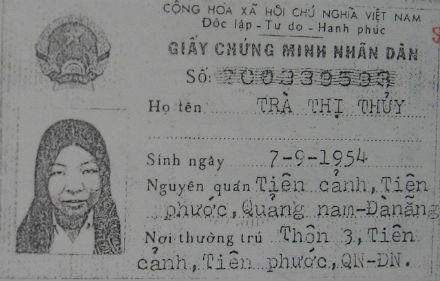 CỘNG HÒA XÃ HỘI CHỦ NGHĨA VIỆT NAM
Độc lập - Tự do - Hạnh phúc
GIẤY CHỨNG MINH NHÂN DÂN
Số: 200339593
Họ tên TRÀ THỊ THỦY
Sinh ngày 7-9-1954
Nguyên quán Tiên cảnh, Tiên
phước, Quảng nam-Đànẵng
Nơi thường trú Thôn 3, Tiên
cảnh, Tiên phước, QN-ĐN.